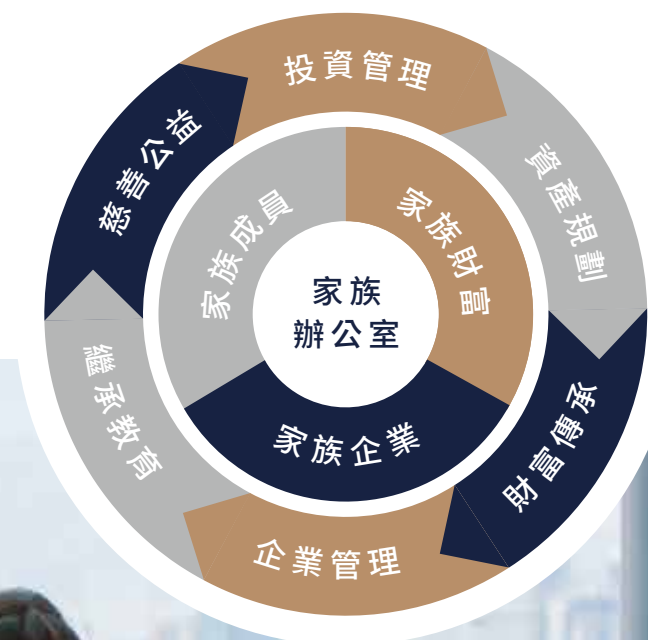 投資管理
資產規劃
財富傳承
企業管理
繼承教育
慈善公益
家族財富
家族企業
家族成員
家族
辦公室